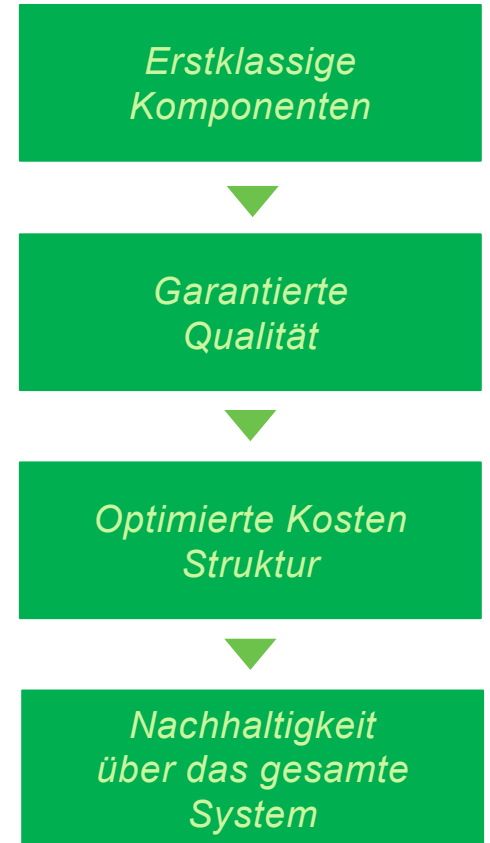 Erstklassige
Komponenten
Garantierte
Qualität
Optimierte Kosten
Struktur
Nachhaltigkeit
über das gesamte
System